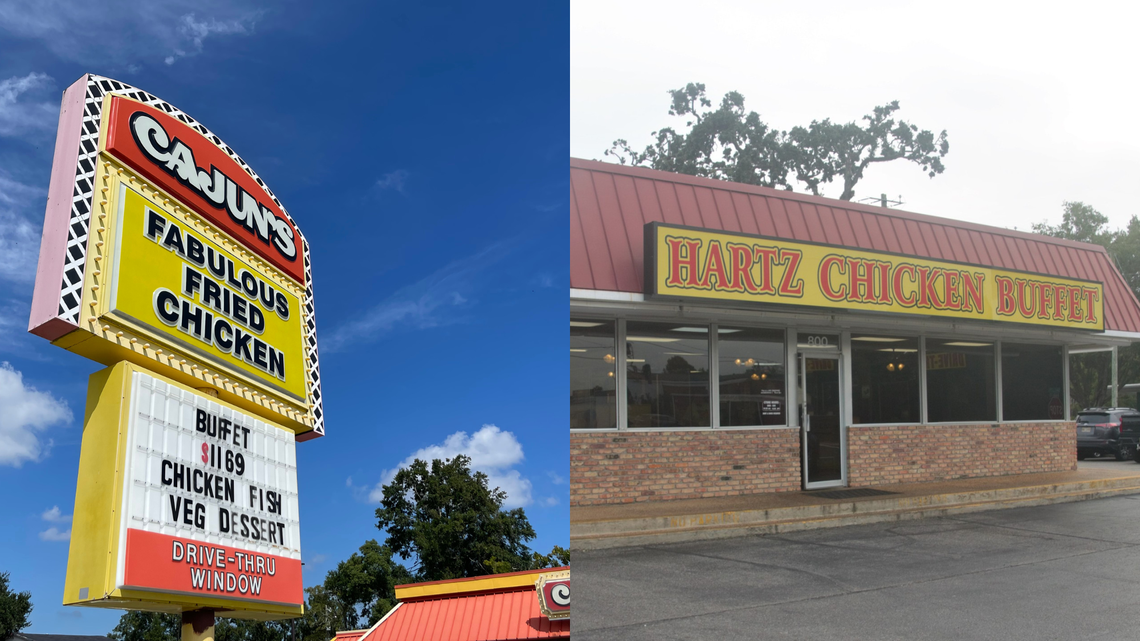 CAJUN'S
FABULOUS
FRIED
CHICKEN
BUFFET
$1169
CHICKEN FISH
VEG DESSERT
DRIVE-THRU
WINDOW
HARTZ CHICKEN BUFFET
800